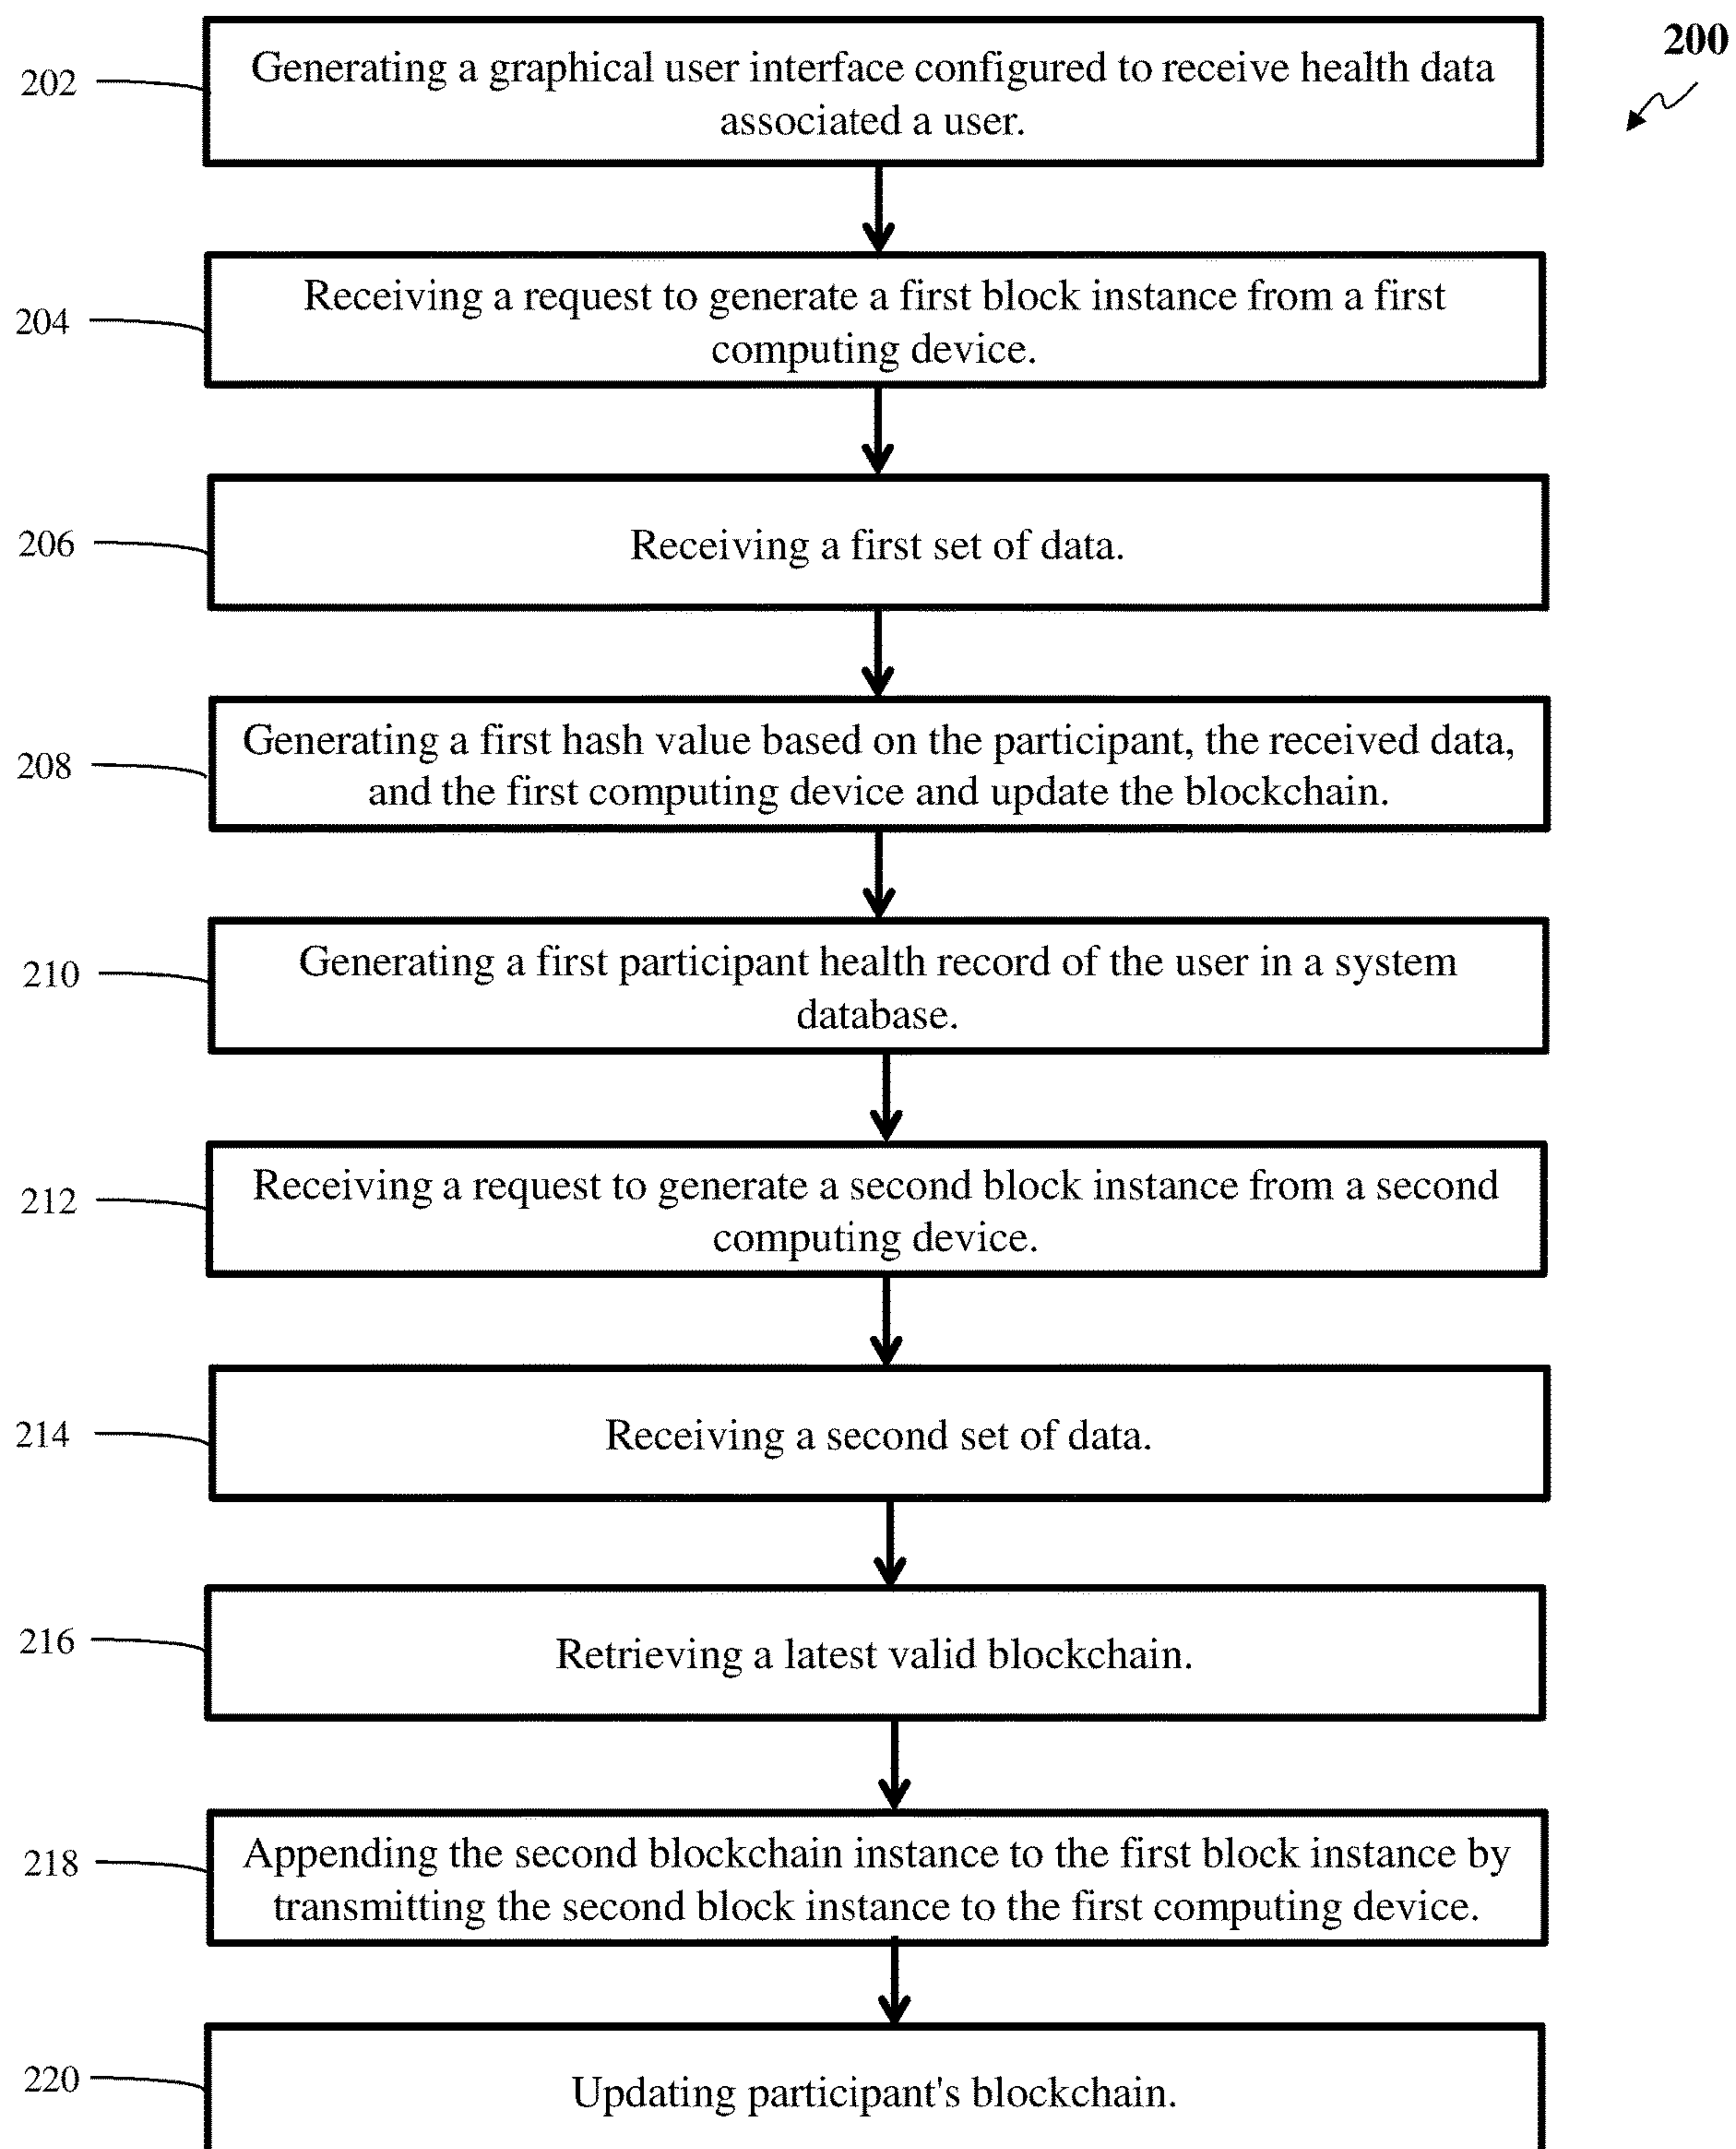 200
202
Generating a graphical user interface configured to receive health data
associated a user.
204
Receiving a request to generate a first block instance from a first
computing device.
206
Receiving a first set of data.
208
Generating a first hash value based on the participant, the received data,
and the first computing device and update the blockchain.
210
Generating a first participant health record of the user in a system
database.
212
Receiving a request to generate a second block instance from a second
computing device.
214
Receiving a second set of data.
216
Retrieving a latest valid blockchain.
218
Appending the second blockchain instance to the first block instance by
transmitting the second block instance to the first computing device.
220
Updating participant's blockchain.